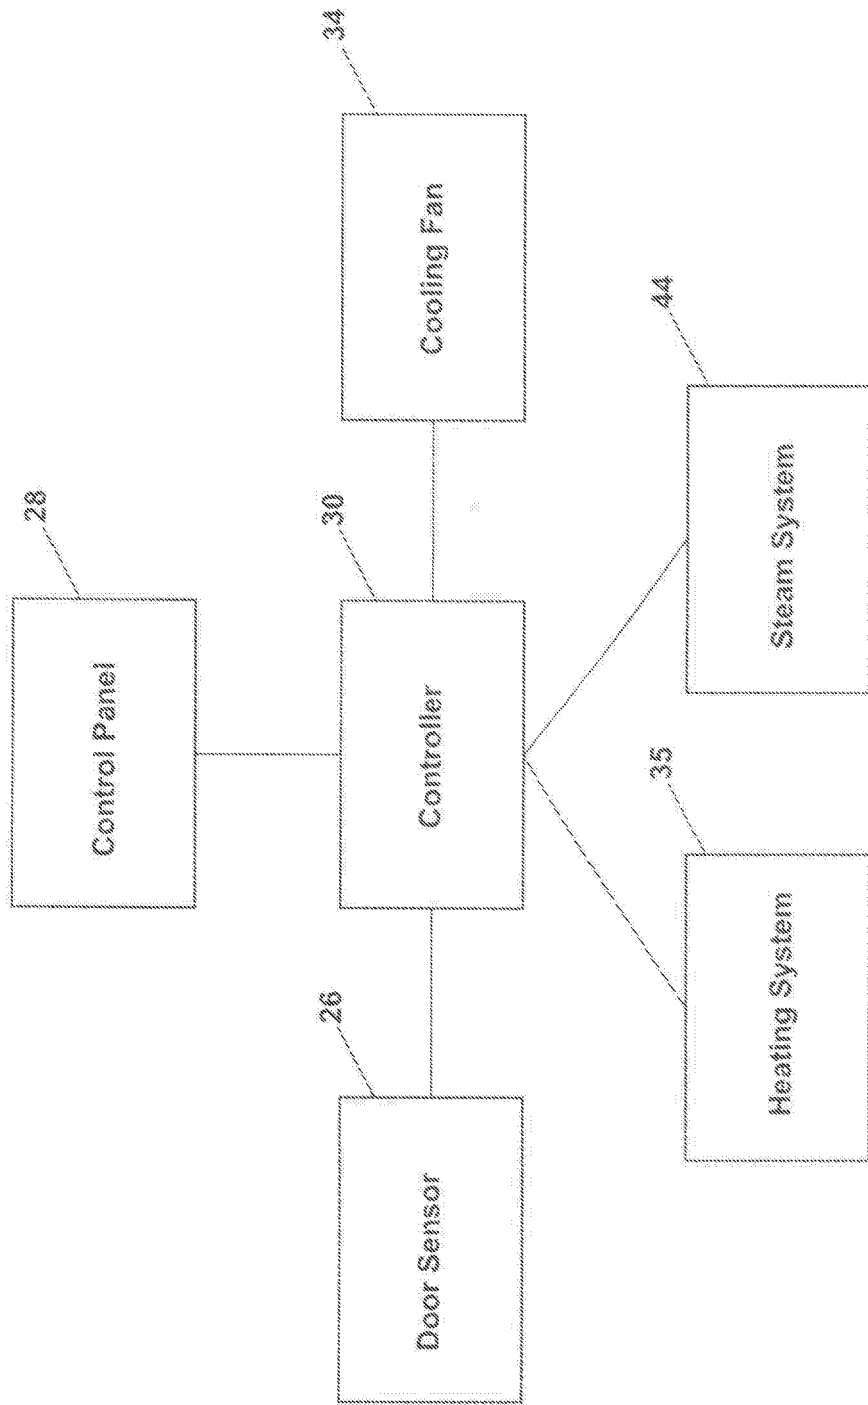 28
Control Panel
26
30
34
Door Sensor
Controller
Cooling Fan
35
44
Heating System
Steam System